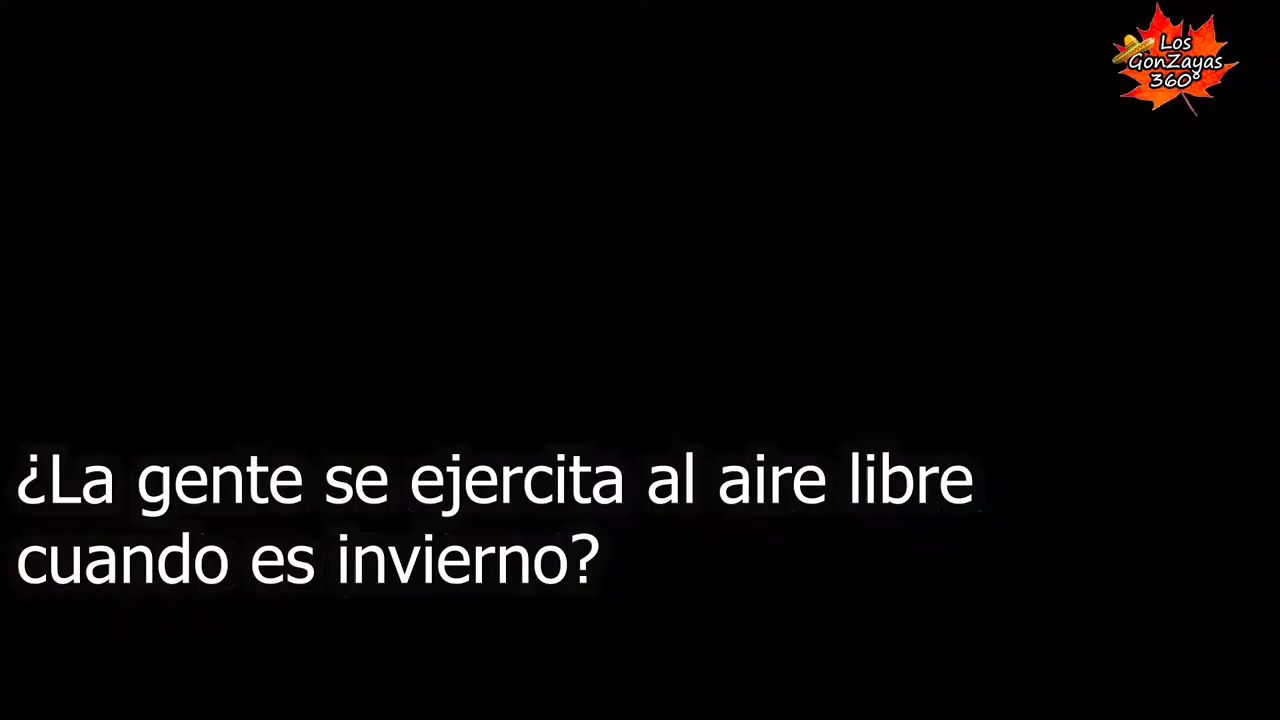 Los
GonZayas
360°
¿La gente se ejercita al aire libre
cuando es invierno?